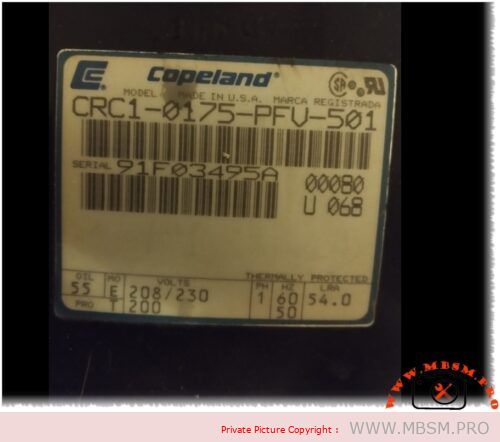 Copeland®
MODEL MADE IN U.S.A. MARCA REGISTRADA
CRC1-0175-PFV-501
SERIAL 91F03495A 00080
U 068
OIL MO VOLTS THERMALLY PROTECTED
PH HZ LRA
55 E 208/230 1 60 54.0
PRO T 200 50
WWW.MBSM.PRO
Private Picture Copyright : WWW.MBSM.PRO